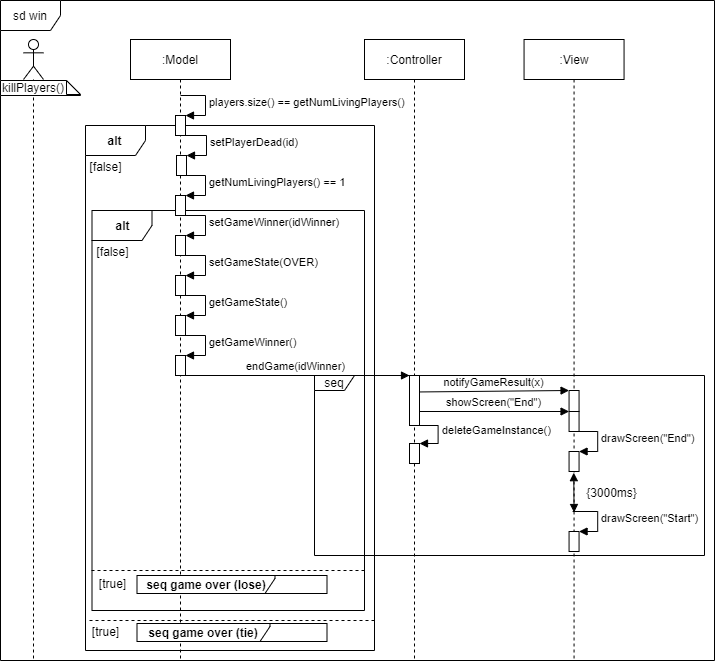 sd win
:Model
:Controller
:View
killPlayers()
players.size() == getNumLivingPlayers()
alt
setPlayerDead(id)
[false]
getNumLivingPlayers() == 1
alt
setGameWinner(idWinner)
[false]
setGameState(OVER)
getGameState()
getGameWinner()
endGame(idWinner)
seq
notifyGameResult(x)
showScreen("End")
deleteGameInstance()
drawScreen("End")
{3000ms}
drawScreen("Start")
[true]
seq game over (lose)
[true]
seq game over (tie)